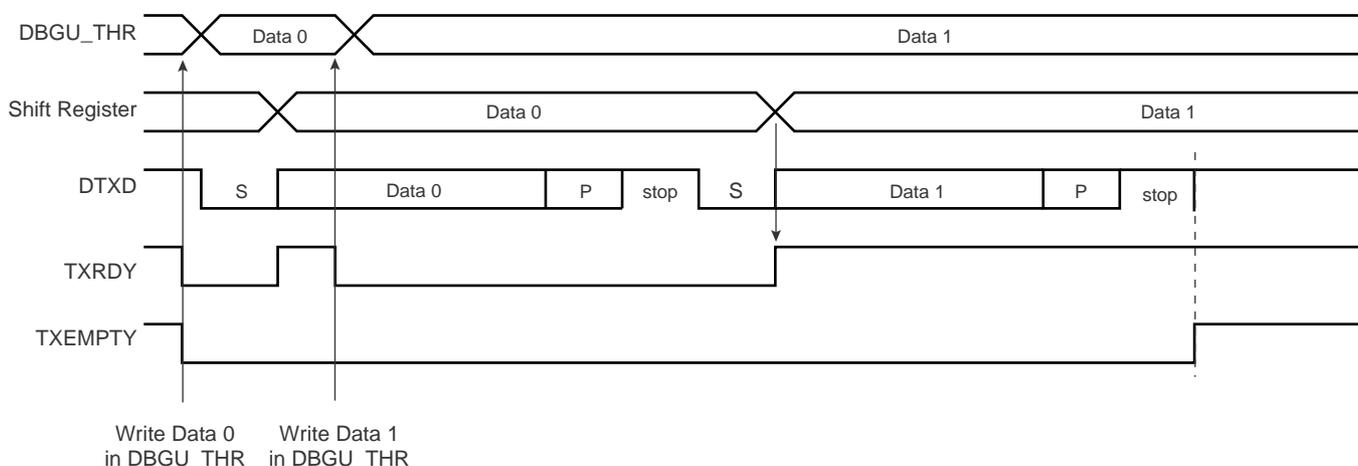 DBGU_THR
Data 0
Data 1
Shift Register
Data 0
Data 1
DTXD
S
Data 0
P
stop
S
Data 1
P
stop
TXRDY
TXEMPTY
Write Data 0
in DBGU_THR
Write Data 1
in DBGU_THR